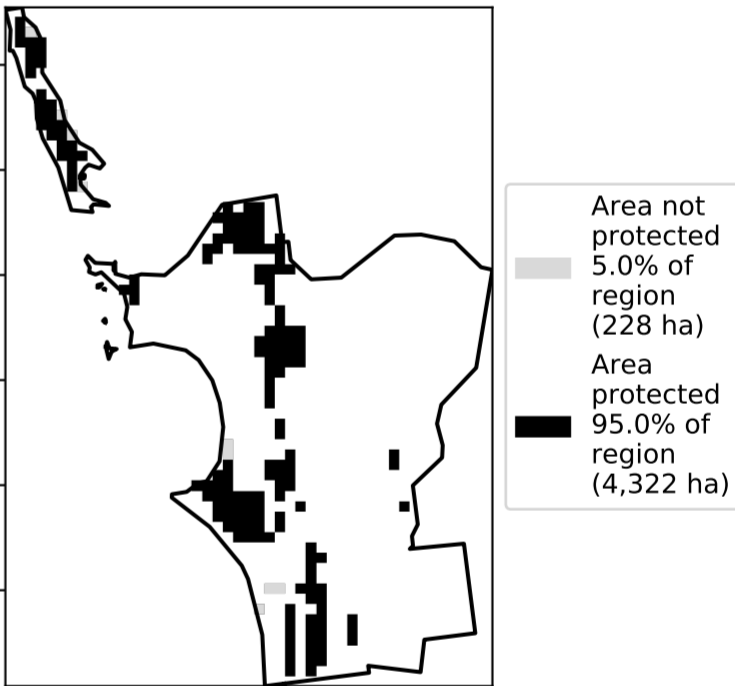 Area not
protected
5.0% of
region
(228 ha)
Area
protected
95.0% of
region
(4,322 ha)